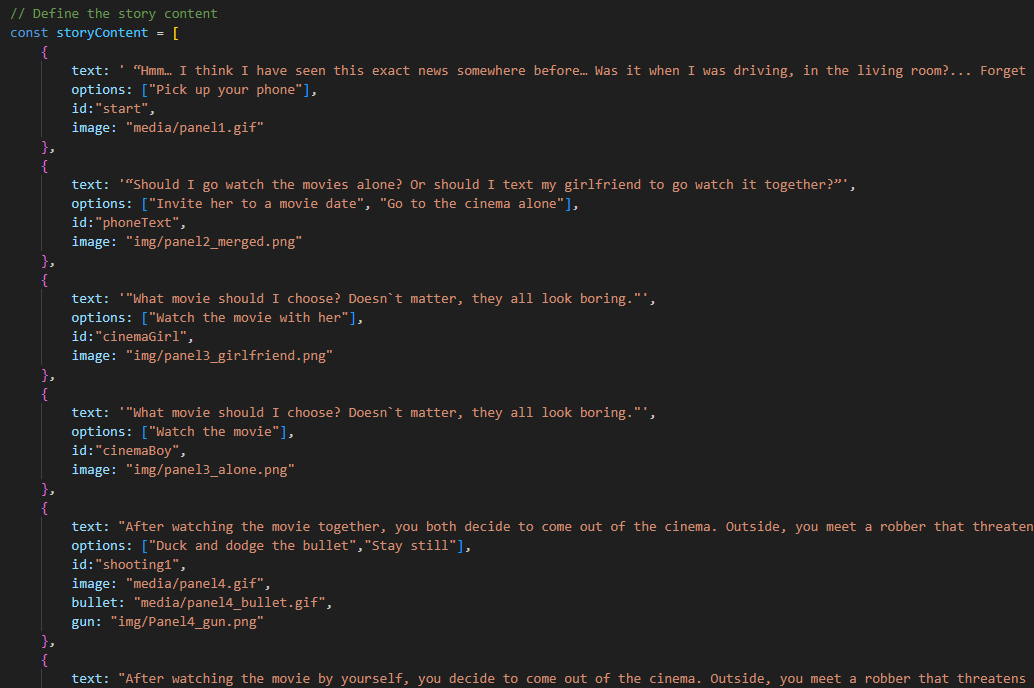 // Define the story content
const storyContent = [
{
text: ' “Hmm… I think I have seen this exact news somewhere before… Was it when I was driving, in the living room?... Forget
options: ["Pick up your phone"],
id:"start",
image: "media/panel1.gif"
},
{
text: '“Should I go watch the movies alone? Or should I text my girlfriend to go watch it together?”',
options: ["Invite her to a movie date", "Go to the cinema alone"],
id:"phoneText",
image: "img/panel2_merged.png"
},
{
text: '"What movie should I choose? Doesn`t matter, they all look boring."',
options: ["Watch the movie with her"],
id:"cinemaGirl",
image: "img/panel3_girlfriend.png"
},
{
text: '"What movie should I choose? Doesn`t matter, they all look boring."',
options: ["Watch the movie"],
id:"cinemaBoy",
image: "img/panel3_alone.png"
},
{
text: "After watching the movie together, you both decide to come out of the cinema. Outside, you meet a robber that threaten
options: ["Duck and dodge the bullet","Stay still"],
id:"shooting1",
image: "media/panel4.gif",
bullet: "media/panel4_bullet.gif",
gun: "img/Panel4_gun.png"
},
{
text: "After watching the movie by yourself, you decide to come out of the cinema. Outside, you meet a robber that threatens